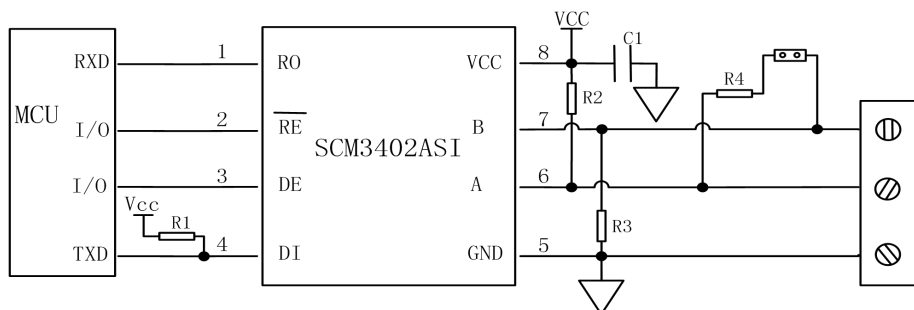 VCC
C1
RXD 1 RO VCC 8
R4
R2
MCU
I/O 2 RE B 7
SCM3402ASI
I/O 3 DE A 6
Vcc
R1
R3
TXD 4 DI GND 5